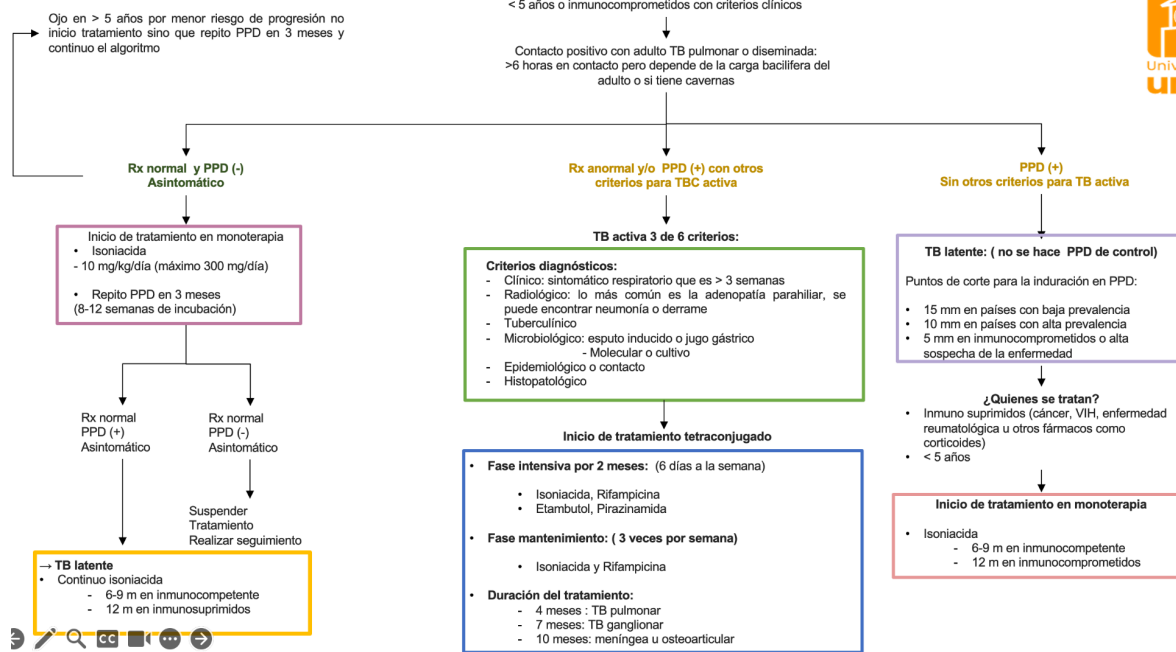 Ojo en > 5 años por menor riesgo de progresión no
inicio tratamiento sino que repito PPD en 3 meses y
continuo el algoritmo
< 5 años o inmunocomprometidos con criterios clínicos
Contacto positivo con adulto TB pulmonar o diseminada:
>6 horas en contacto pero depende de la carga bacilifera del
adulto o si tiene cavernas
Rx normal y PPD (-)
Asintomático
Inicio de tratamiento en monoterapia
• Isoniacida
- 10 mg/kg/día (máximo 300 mg/día)
• Repito PPD en 3 meses
(8-12 semanas de incubación)
Rx normal
PPD (+)
Asintomático
Rx normal
PPD (-)
Asintomático
Suspender
Tratamiento
Realizar seguimiento
→ TB latente
• Continuo isoniacida
- 6-9 m en inmunocompetente
- 12 m en inmunosuprimidos
Rx anormal y/o PPD (+) con otros
criterios para TBC activa
TB activa 3 de 6 criterios:
Criterios diagnósticos:
- Clínico: sintomático respiratorio que es > 3 semanas
- Radiológico: lo más común es la adenopatía parahiliar, se
puede encontrar neumonía o derrame
- Tuberculínico
- Microbiológico: esputo inducido o jugo gástrico
- Molecular o cultivo
- Epidemiológico o contacto
- Histopatológico
Inicio de tratamiento tetraconjugado
• Fase intensiva por 2 meses: (6 días a la semana)
• Isoniacida, Rifampicina
• Etambutol, Pirazinamida
• Fase mantenimiento: ( 3 veces por semana)
• Isoniacida y Rifampicina
• Duración del tratamiento:
- 4 meses : TB pulmonar
- 7 meses: TB ganglionar
- 10 meses: meníngea u osteoarticular
PPD (+)
Sin otros criterios para TB activa
TB latente: ( no se hace PPD de control)
Puntos de corte para la induración en PPD:
• 15 mm en países con baja prevalencia
• 10 mm en países con alta prevalencia
• 5 mm en inmunocomprometidos o alta
sospecha de la enfermedad
¿Quienes se tratan?
• Inmuno suprimidos (cáncer, VIH, enfermedad
reumatológica u otros fármacos como
corticoides)
• < 5 años
Inicio de tratamiento en monoterapia
• Isoniacida
- 6-9 m en inmunocompetente
- 12 m en inmunocomprometidos
CC